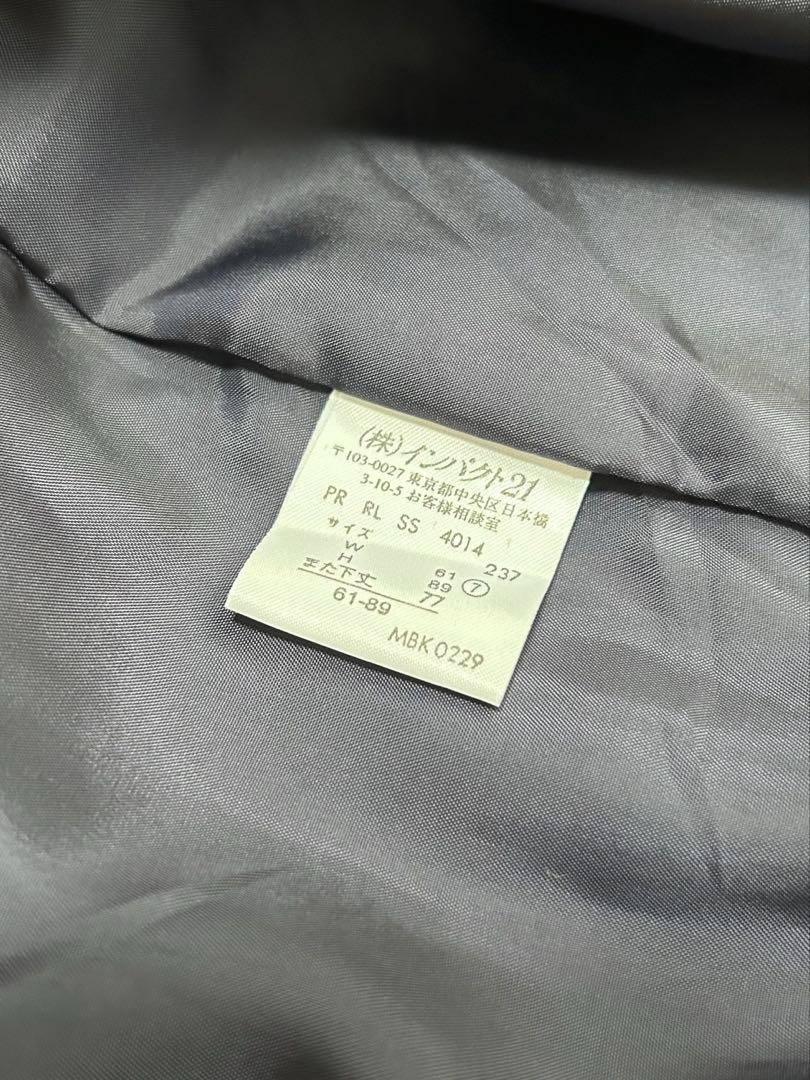 (株)インパクト21
〒103-0027 東京都中央区日本橋
3-10-5 お客様相談室
PR RL SS 4014 237
サイズ ⑦
W 61
H 89
また下丈 77
61-89
MBK0229